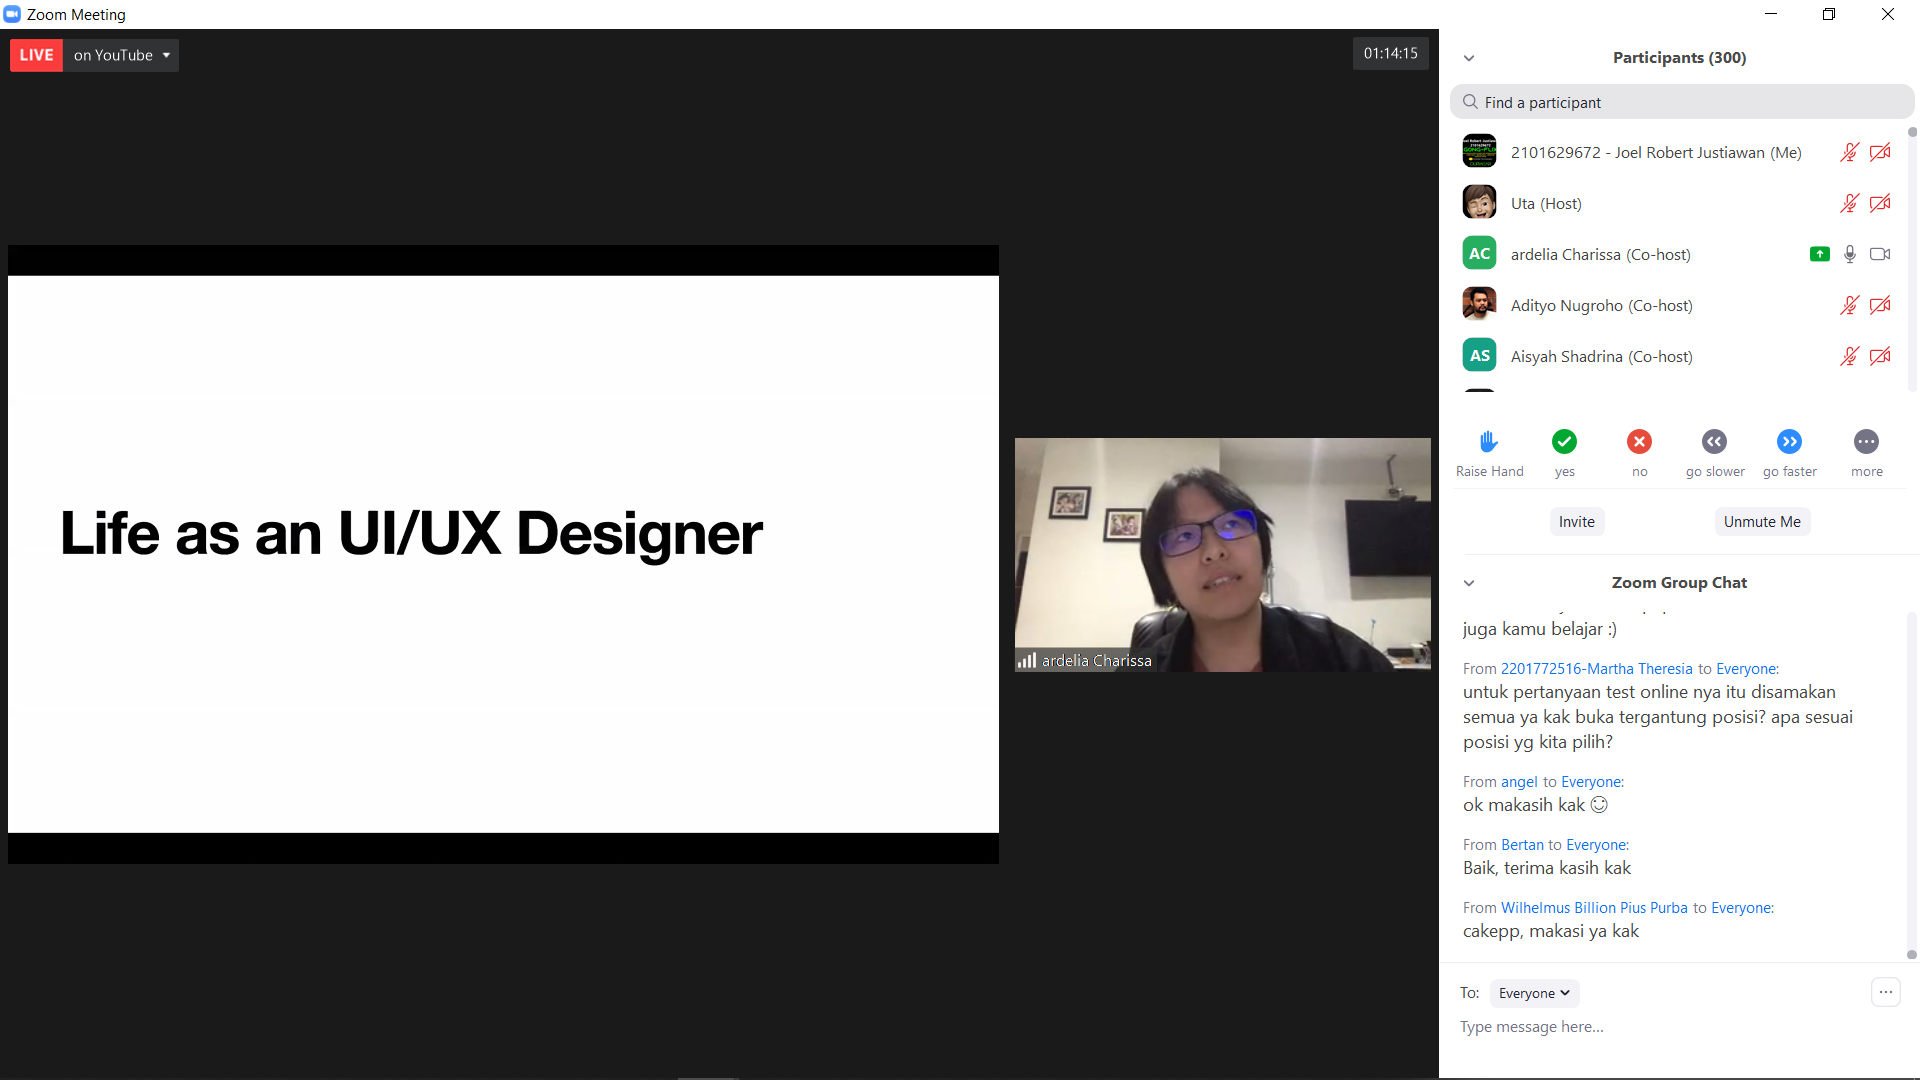 Zoom Meeting
LIVE on YouTube
01:14:15
Life as an UI/UX Designer
ardelia Charissa
Participants (300)
Find a participant
2101629672 - Joel Robert Justiawan (Me)
Uta (Host)
AC ardelia Charissa (Co-host)
Adityo Nugroho (Co-host)
AS Aisyah Shadrina (Co-host)
Raise Hand yes no go slower go faster more
Invite Unmute Me
Zoom Group Chat
juga kamu belajar :)
From 2201772516-Martha Theresia to Everyone:
untuk pertanyaan test online nya itu disamakan
semua ya kak buka tergantung posisi? apa sesuai
posisi yg kita pilih?
From angel to Everyone:
ok makasih kak 😊
From Bertan to Everyone:
Baik, terima kasih kak
From Wilhelmus Billion Pius Purba to Everyone:
cakepp, makasi ya kak
To: Everyone
Type message here...